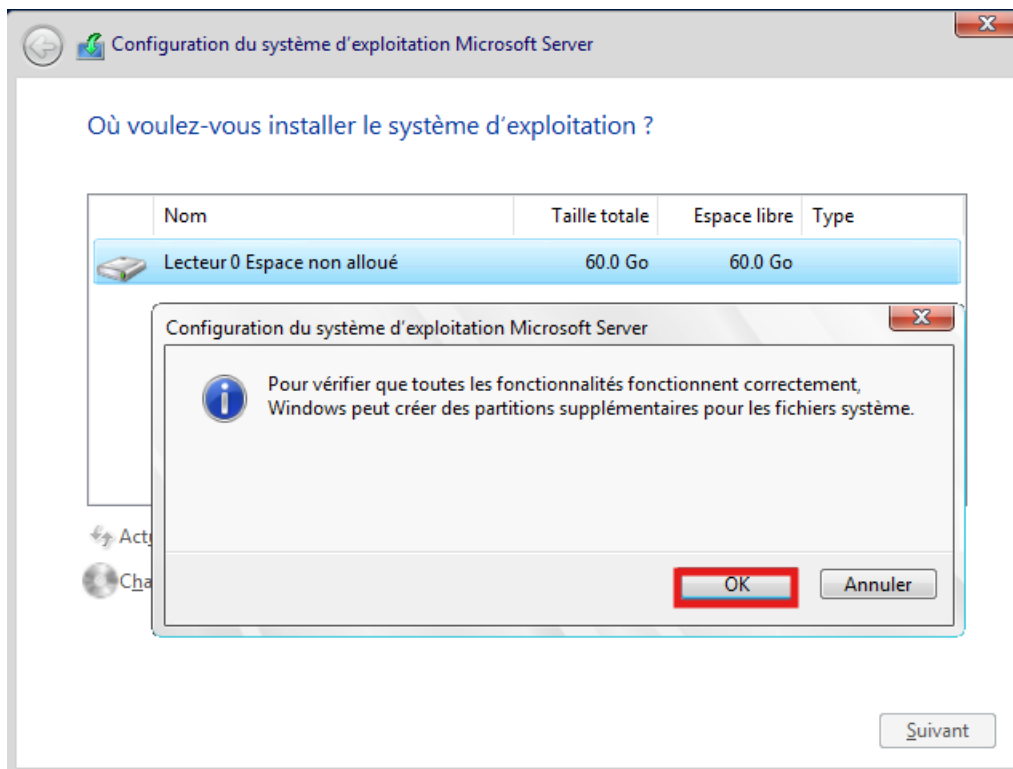 Configuration du système d'exploitation Microsoft Server
Où voulez-vous installer le système d'exploitation ?
Nom Taille totale Espace libre Type
Lecteur 0 Espace non alloué 60.0 Go 60.0 Go
Configuration du système d'exploitation Microsoft Server
Pour vérifier que toutes les fonctionnalités fonctionnent correctement,
Windows peut créer des partitions supplémentaires pour les fichiers système.
OK Annuler
Suivant